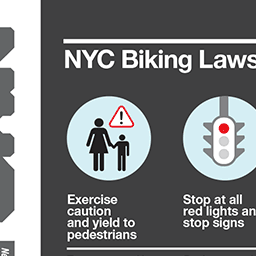 NYC Biking Laws
Exercise
caution
and yield to
pedestrians
Stop at all
red lights an
stop signs